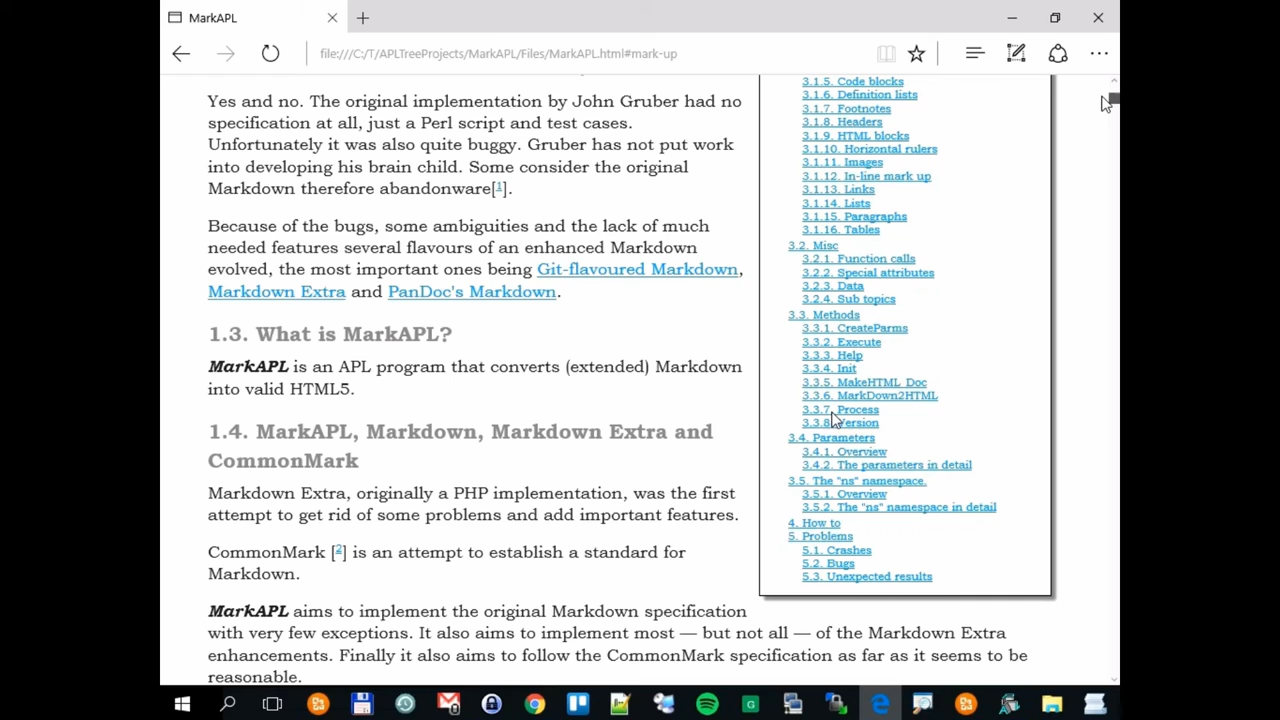 MarkAPL
file:///C:/T/APLTreeProjects/MarkAPL/Files/MarkAPL.html#mark-up
Yes and no. The original implementation by John Gruber had no
specification at all, just a Perl script and test cases.
Unfortunately it was also quite buggy. Gruber has not put work
into developing his brain child. Some consider the original
Markdown therefore abandonware[1].
Because of the bugs, some ambiguities and the lack of much
needed features several flavours of an enhanced Markdown
evolved, the most important ones being Git-flavoured Markdown,
Markdown Extra and PanDoc's Markdown.
1.3. What is MarkAPL?
MarkAPL is an APL program that converts (extended) Markdown
into valid HTML5.
1.4. MarkAPL, Markdown, Markdown Extra and
CommonMark
Markdown Extra, originally a PHP implementation, was the first
attempt to get rid of some problems and add important features.
CommonMark [2] is an attempt to establish a standard for
Markdown.
MarkAPL aims to implement the original Markdown specification
with very few exceptions. It also aims to implement most — but not all — of the Markdown Extra
enhancements. Finally it also aims to follow the CommonMark specification as far as it seems to be
reasonable.
3.1.5. Code blocks
3.1.6. Definition lists
3.1.7. Footnotes
3.1.8. Headers
3.1.9. HTML blocks
3.1.10. Horizontal rulers
3.1.11. Images
3.1.12. In-line mark up
3.1.13. Links
3.1.14. Lists
3.1.15. Paragraphs
3.1.16. Tables
3.2. Misc
3.2.1. Function calls
3.2.2. Special attributes
3.2.3. Data
3.2.4. Sub topics
3.3. Methods
3.3.1. CreateParms
3.3.2. Execute
3.3.3. Help
3.3.4. Init
3.3.5. MakeHTML_Doc
3.3.6. MarkDown2HTML
3.3.7. Process
3.3.8. Version
3.4. Parameters
3.4.1. Overview
3.4.2. The parameters in detail
3.5. The "ns" namespace.
3.5.1. Overview
3.5.2. The "ns" namespace in detail
4. How to
5. Problems
5.1. Crashes
5.2. Bugs
5.3. Unexpected results